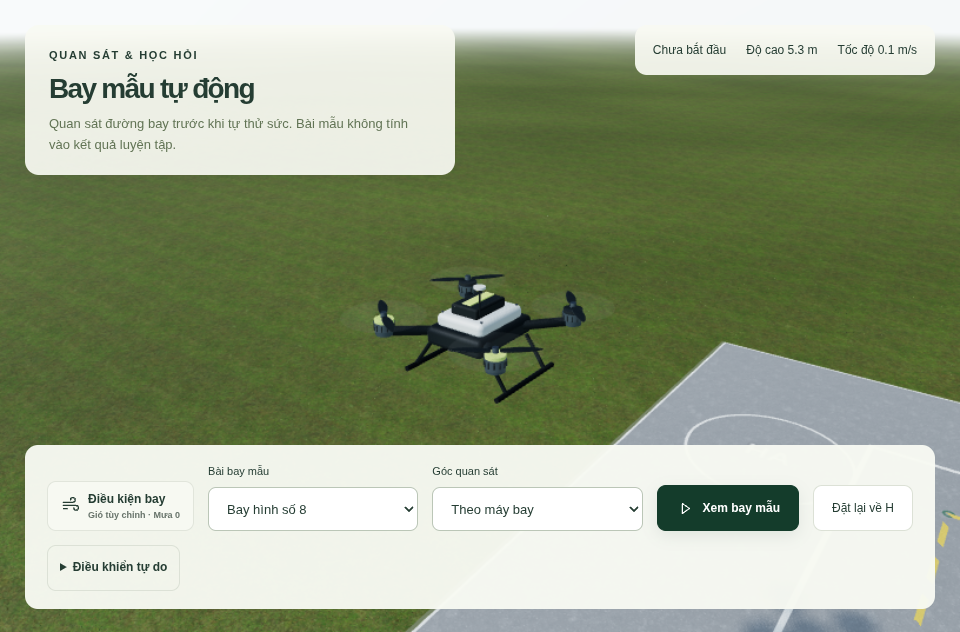 QUAN SÁT & HỌC HỎI
Bay mẫu tự động
Quan sát đường bay trước khi tự thử sức. Bài mẫu không tính
vào kết quả luyện tập.
Chưa bắt đầu Độ cao 5.3 m Tốc độ 0.1 m/s
Bài bay mẫu
Góc quan sát
Điều kiện bay
Gió tùy chỉnh · Mưa 0
Bay hình số 8
Theo máy bay
Xem bay mẫu
Đặt lại về H
Điều khiển tự do